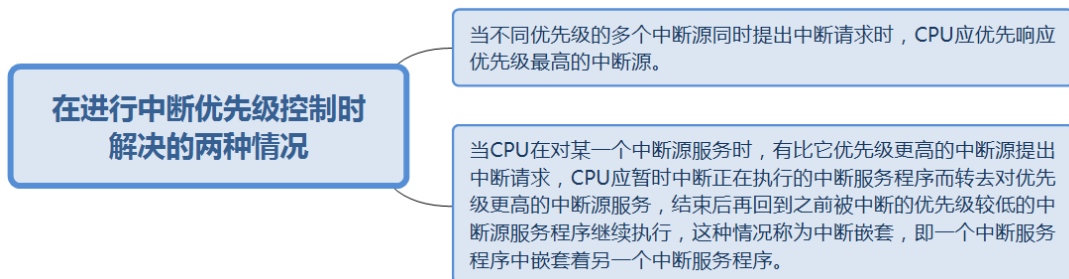 在进行中断优先级控制时
解决的两种情况
当不同优先级的多个中断源同时提出中断请求时，CPU应优先响应
优先级最高的中断源。
当CPU在对某一个中断源服务时，有比它优先级更高的中断源提出
中断请求，CPU应暂时中断正在执行的中断服务程序而转去对优先
级更高的中断源服务，结束后再回到之前被中断的优先级较低的中
断源服务程序继续执行，这种情况称为中断嵌套，即一个中断服务
程序中嵌套着另一个中断服务程序。